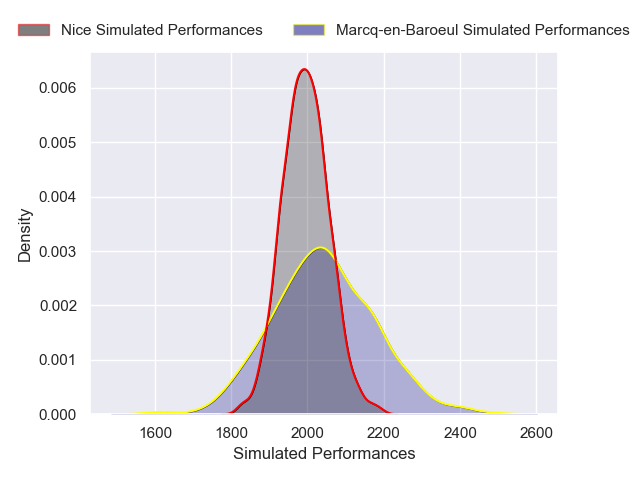 Nice Simulated Performances
Marcq-en-Baroeul Simulated Performances
0.006
0.005
0.004
0.003
0.002
0.001
0.000
Density
1600 1800 2000 2200 2400 2600
Simulated Performances